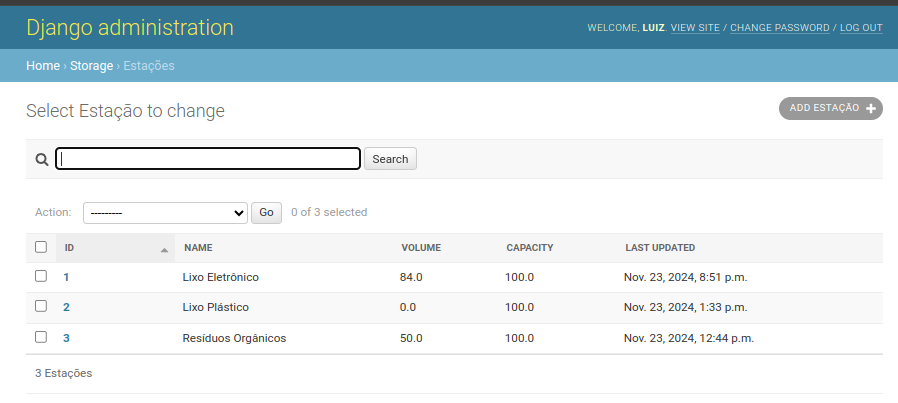 Django administration
WELCOME, LUIZ. VIEW SITE / CHANGE PASSWORD / LOG OUT
Home › Storage › Estações
Select Estação to change
ADD ESTAÇÃO +
Search
Action: --------- Go 0 of 3 selected
ID NAME VOLUME CAPACITY LAST UPDATED
1 Lixo Eletrônico 84.0 100.0 Nov. 23, 2024, 8:51 p.m.
2 Lixo Plástico 0.0 100.0 Nov. 23, 2024, 1:33 p.m.
3 Resíduos Orgânicos 50.0 100.0 Nov. 23, 2024, 12:44 p.m.
3 Estações